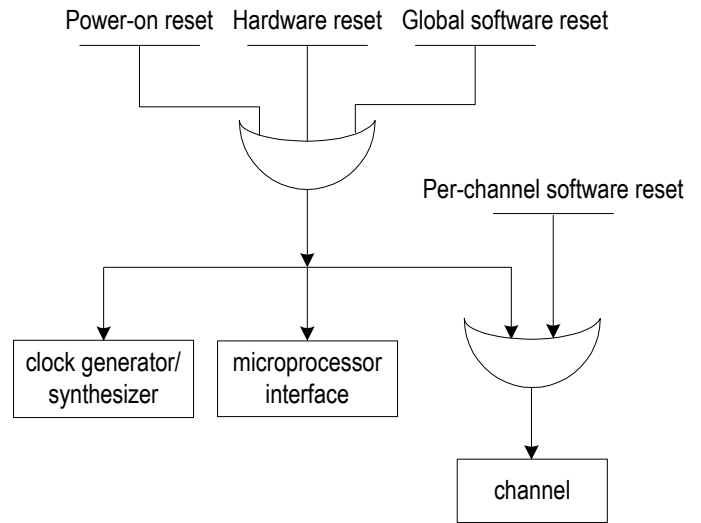 Power-on reset
Hardware reset
Global software reset
Per-channel software reset
clock generator/
synthesizer
microprocessor
interface
channel